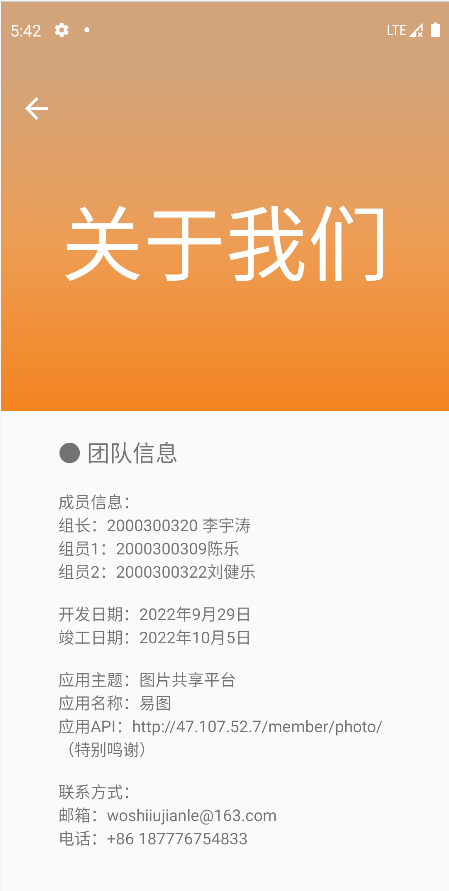 5:42
LTE
关于我们
团队信息
成员信息：
组长：2000300320 李宇涛
组员1：2000300309陈乐
组员2：2000300322刘健乐
开发日期：2022年9月29日
竣工日期：2022年10月5日
应用主题：图片共享平台
应用名称：易图
应用API：http://47.107.52.7/member/photo/
（特别鸣谢）
联系方式：
邮箱：woshiiujianle@163.com
电话：+86 187776754833